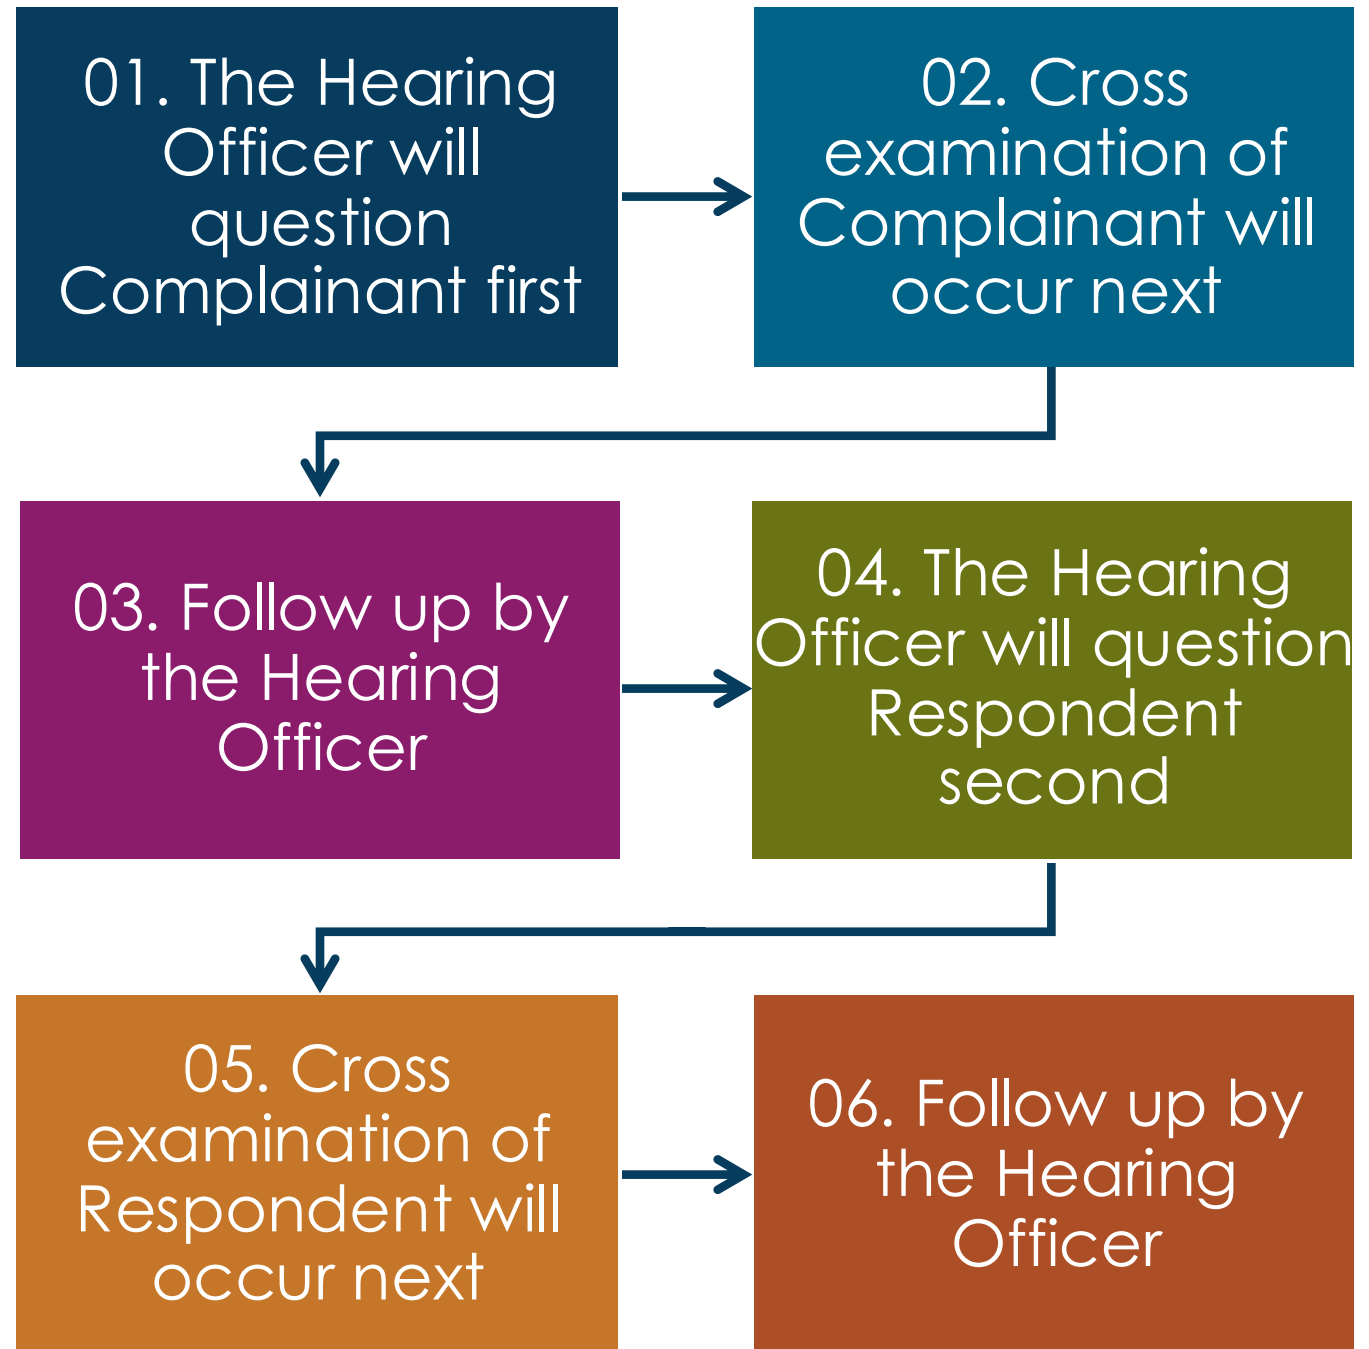 01. The Hearing
Officer will
question
Complainant first
02. Cross
examination of
Complainant will
occur next
03. Follow up by
the Hearing
Officer
04. The Hearing
Officer will question
Respondent
second
05. Cross
examination of
Respondent will
occur next
06. Follow up by
the Hearing
Officer